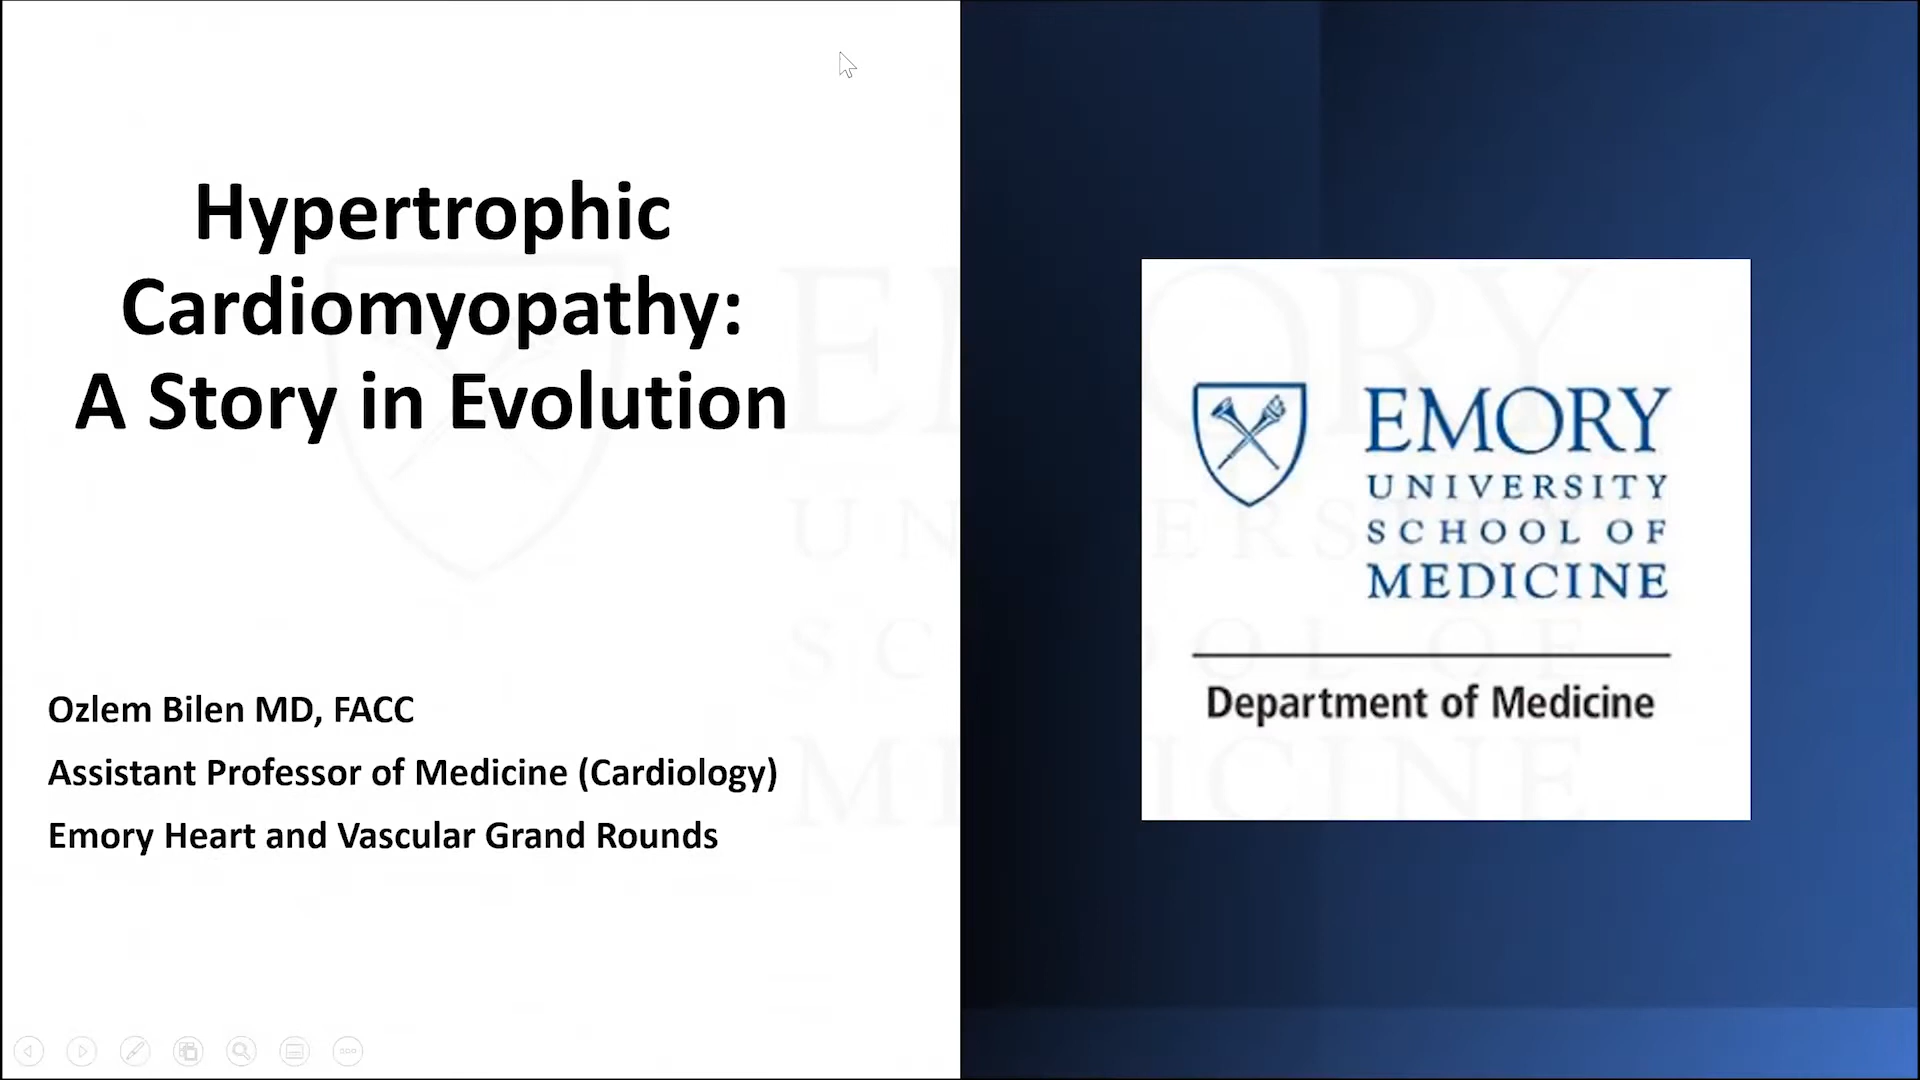 Hypertrophic
Cardiomyopathy:
A Story in Evolution
Ozlem Bilen MD, FACC
Assistant Professor of Medicine (Cardiology)
Emory Heart and Vascular Grand Rounds
EMORY
UNIVERSITY
SCHOOL OF
MEDICINE
Department of Medicine